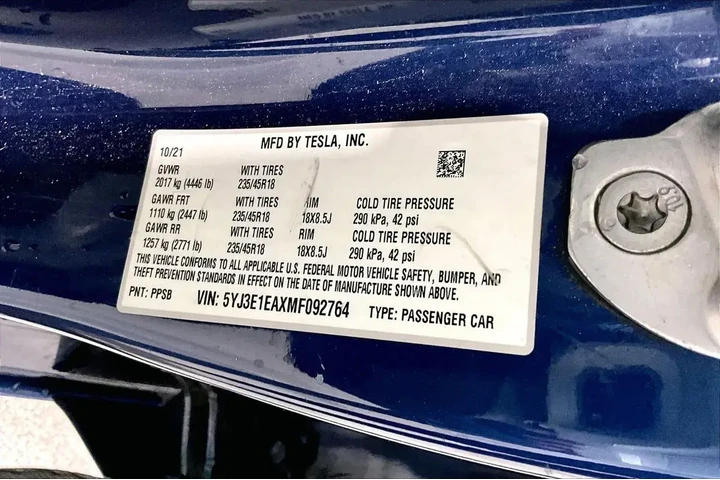 MFD BY TESLA, INC.
10/21
GVWR WITH TIRES
2017 kg (4446 lb) 235/45R18
GAWR FRT WITH TIRES RIM COLD TIRE PRESSURE
1110 kg (2447 lb) 235/45R18 18X8.5J 290 kPa, 42 psi
GAWR RR WITH TIRES RIM COLD TIRE PRESSURE
1257 kg (2771 lb) 235/45R18 18X8.5J 290 kPa, 42 psi
THIS VEHICLE CONFORMS TO ALL APPLICABLE U.S. FEDERAL MOTOR VEHICLE SAFETY, BUMPER, AND
THEFT PREVENTION STANDARDS IN EFFECT ON THE DATE OF MANUFACTURE SHOWN ABOVE.
PNT: PPSB VIN: 5YJ3E1EAXMF092764 TYPE: PASSENGER CAR